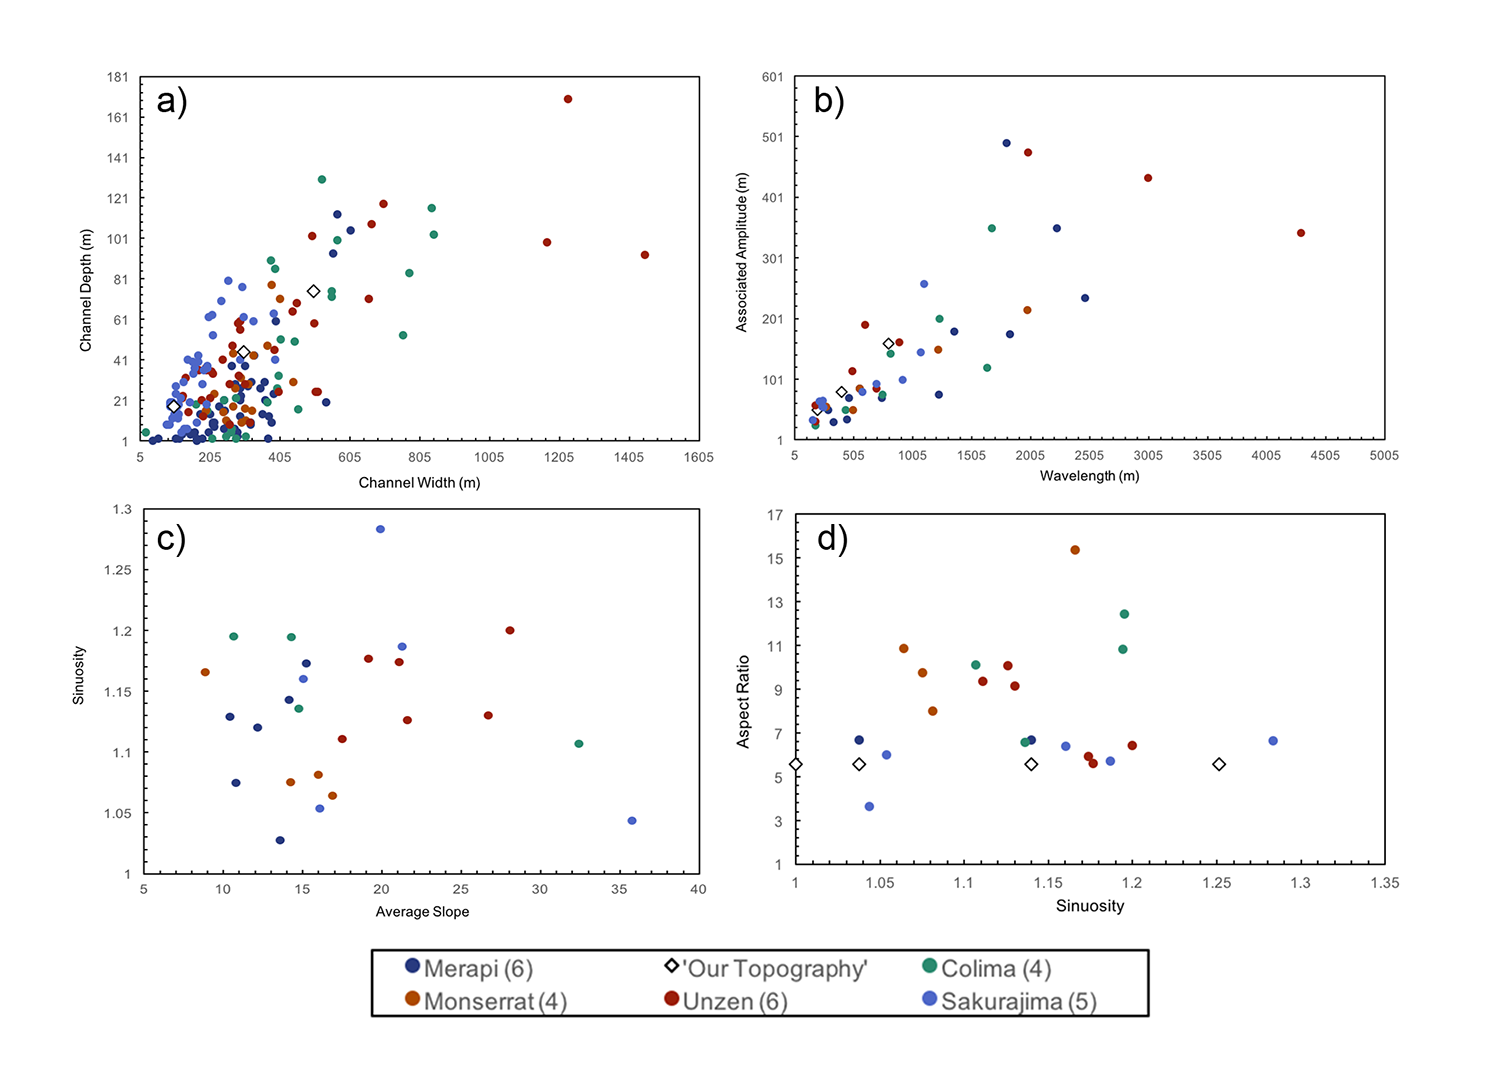 a)
181
161
141
121
101
81
61
41
21
1
Channel Depth (m)
5 205 405 605 805 1005 1205 1405 1605
Channel Width (m)
b)
601
501
401
301
201
101
1
Associated Amplitude (m)
5 505 1005 1505 2005 2505 3005 3505 4005 4505 5005
Wavelength (m)
c)
1.3
1.25
1.2
1.15
1.1
1.05
1
Sinuosity
5 10 15 20 25 30 35 40
Average Slope
d)
17
15
13
11
9
7
5
3
1
Aspect Ratio
1 1.05 1.1 1.15 1.2 1.25 1.3 1.35
Sinuosity
Merapi (6) 'Our Topography' Colima (4)
Monserrat (4) Unzen (6) Sakurajima (5)